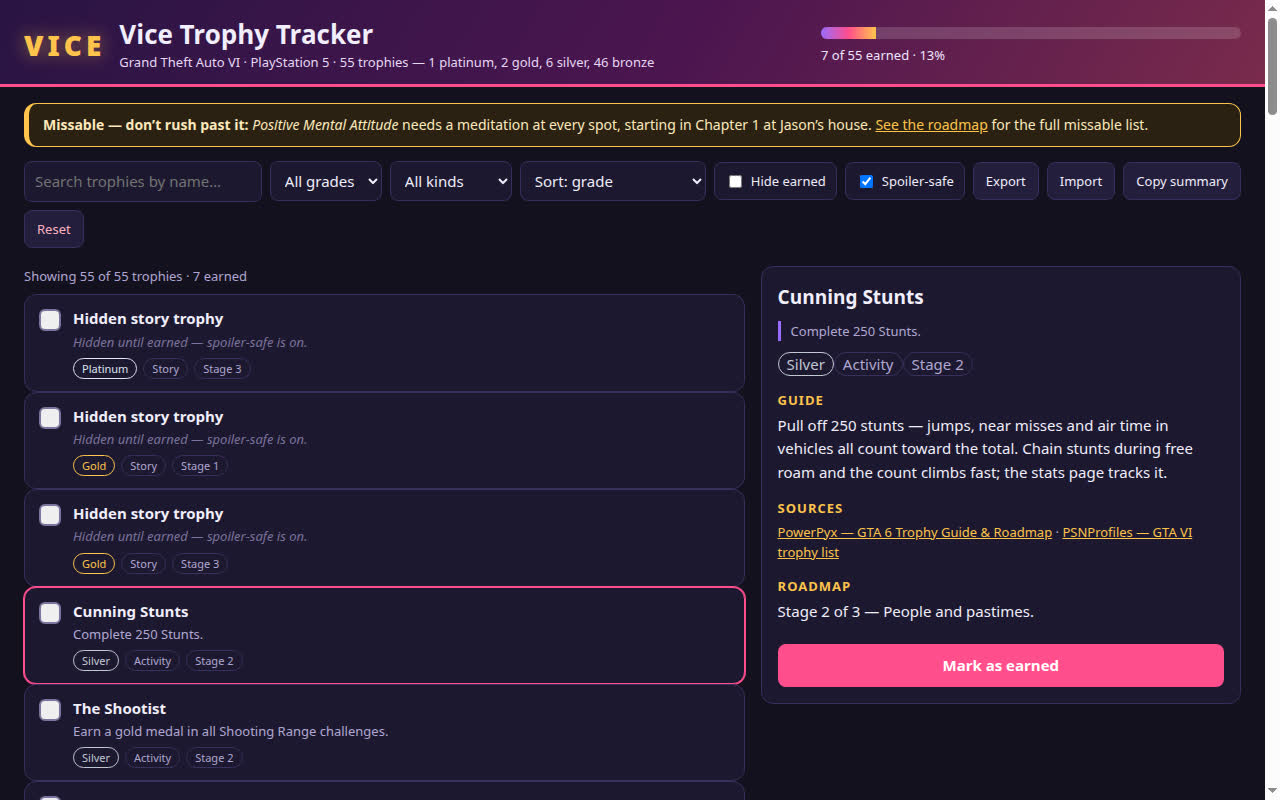 VICE
Vice Trophy Tracker
Grand Theft Auto VI · PlayStation 5 · 55 trophies — 1 platinum, 2 gold, 6 silver, 46 bronze
7 of 55 earned · 13%
Missable — don’t rush past it: Positive Mental Attitude needs a meditation at every spot, starting in Chapter 1 at Jason’s house. See the roadmap for the full missable list.
Search trophies by name…
All grades
All kinds
Sort: grade
Hide earned
Spoiler-safe
Export
Import
Copy summary
Reset
Showing 55 of 55 trophies · 7 earned
Hidden story trophy
Hidden until earned — spoiler-safe is on.
Platinum Story Stage 3
Hidden story trophy
Hidden until earned — spoiler-safe is on.
Gold Story Stage 1
Hidden story trophy
Hidden until earned — spoiler-safe is on.
Gold Story Stage 3
Cunning Stunts
Complete 250 Stunts.
Silver Activity Stage 2
The Shootist
Earn a gold medal in all Shooting Range challenges.
Silver Activity Stage 2
Cunning Stunts
Complete 250 Stunts.
Silver Activity Stage 2
GUIDE
Pull off 250 stunts — jumps, near misses and air time in
vehicles all count toward the total. Chain stunts during free
roam and the count climbs fast; the stats page tracks it.
SOURCES
PowerPyx — GTA 6 Trophy Guide & Roadmap · PSNProfiles — GTA VI
trophy list
ROADMAP
Stage 2 of 3 — People and pastimes.
Mark as earned